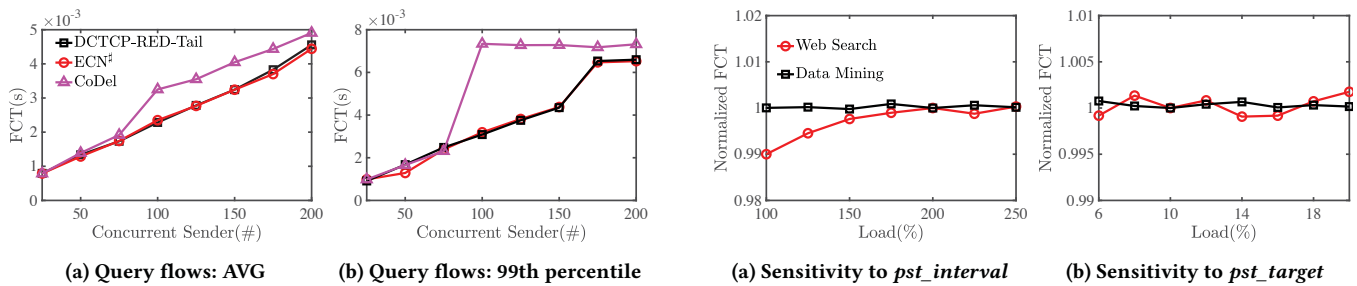 ×10⁻³
5
4
3
2
1
0
FCT(s)
DCTCP-RED-Tail
ECN♯
CoDel
50
100
150
200
Concurrent Sender(#)
(a) Query flows: AVG
×10⁻³
8
6
4
2
0
FCT(s)
50
100
150
200
Concurrent Sender(#)
(b) Query flows: 99th percentile
1.02
1.01
1
0.99
0.98
Normalized FCT
Web Search
Data Mining
100
150
200
250
Load(%)
(a) Sensitivity to pst_interval
1.01
1.005
1
0.995
0.99
Normalized FCT
6
10
14
18
Load(%)
(b) Sensitivity to pst_target